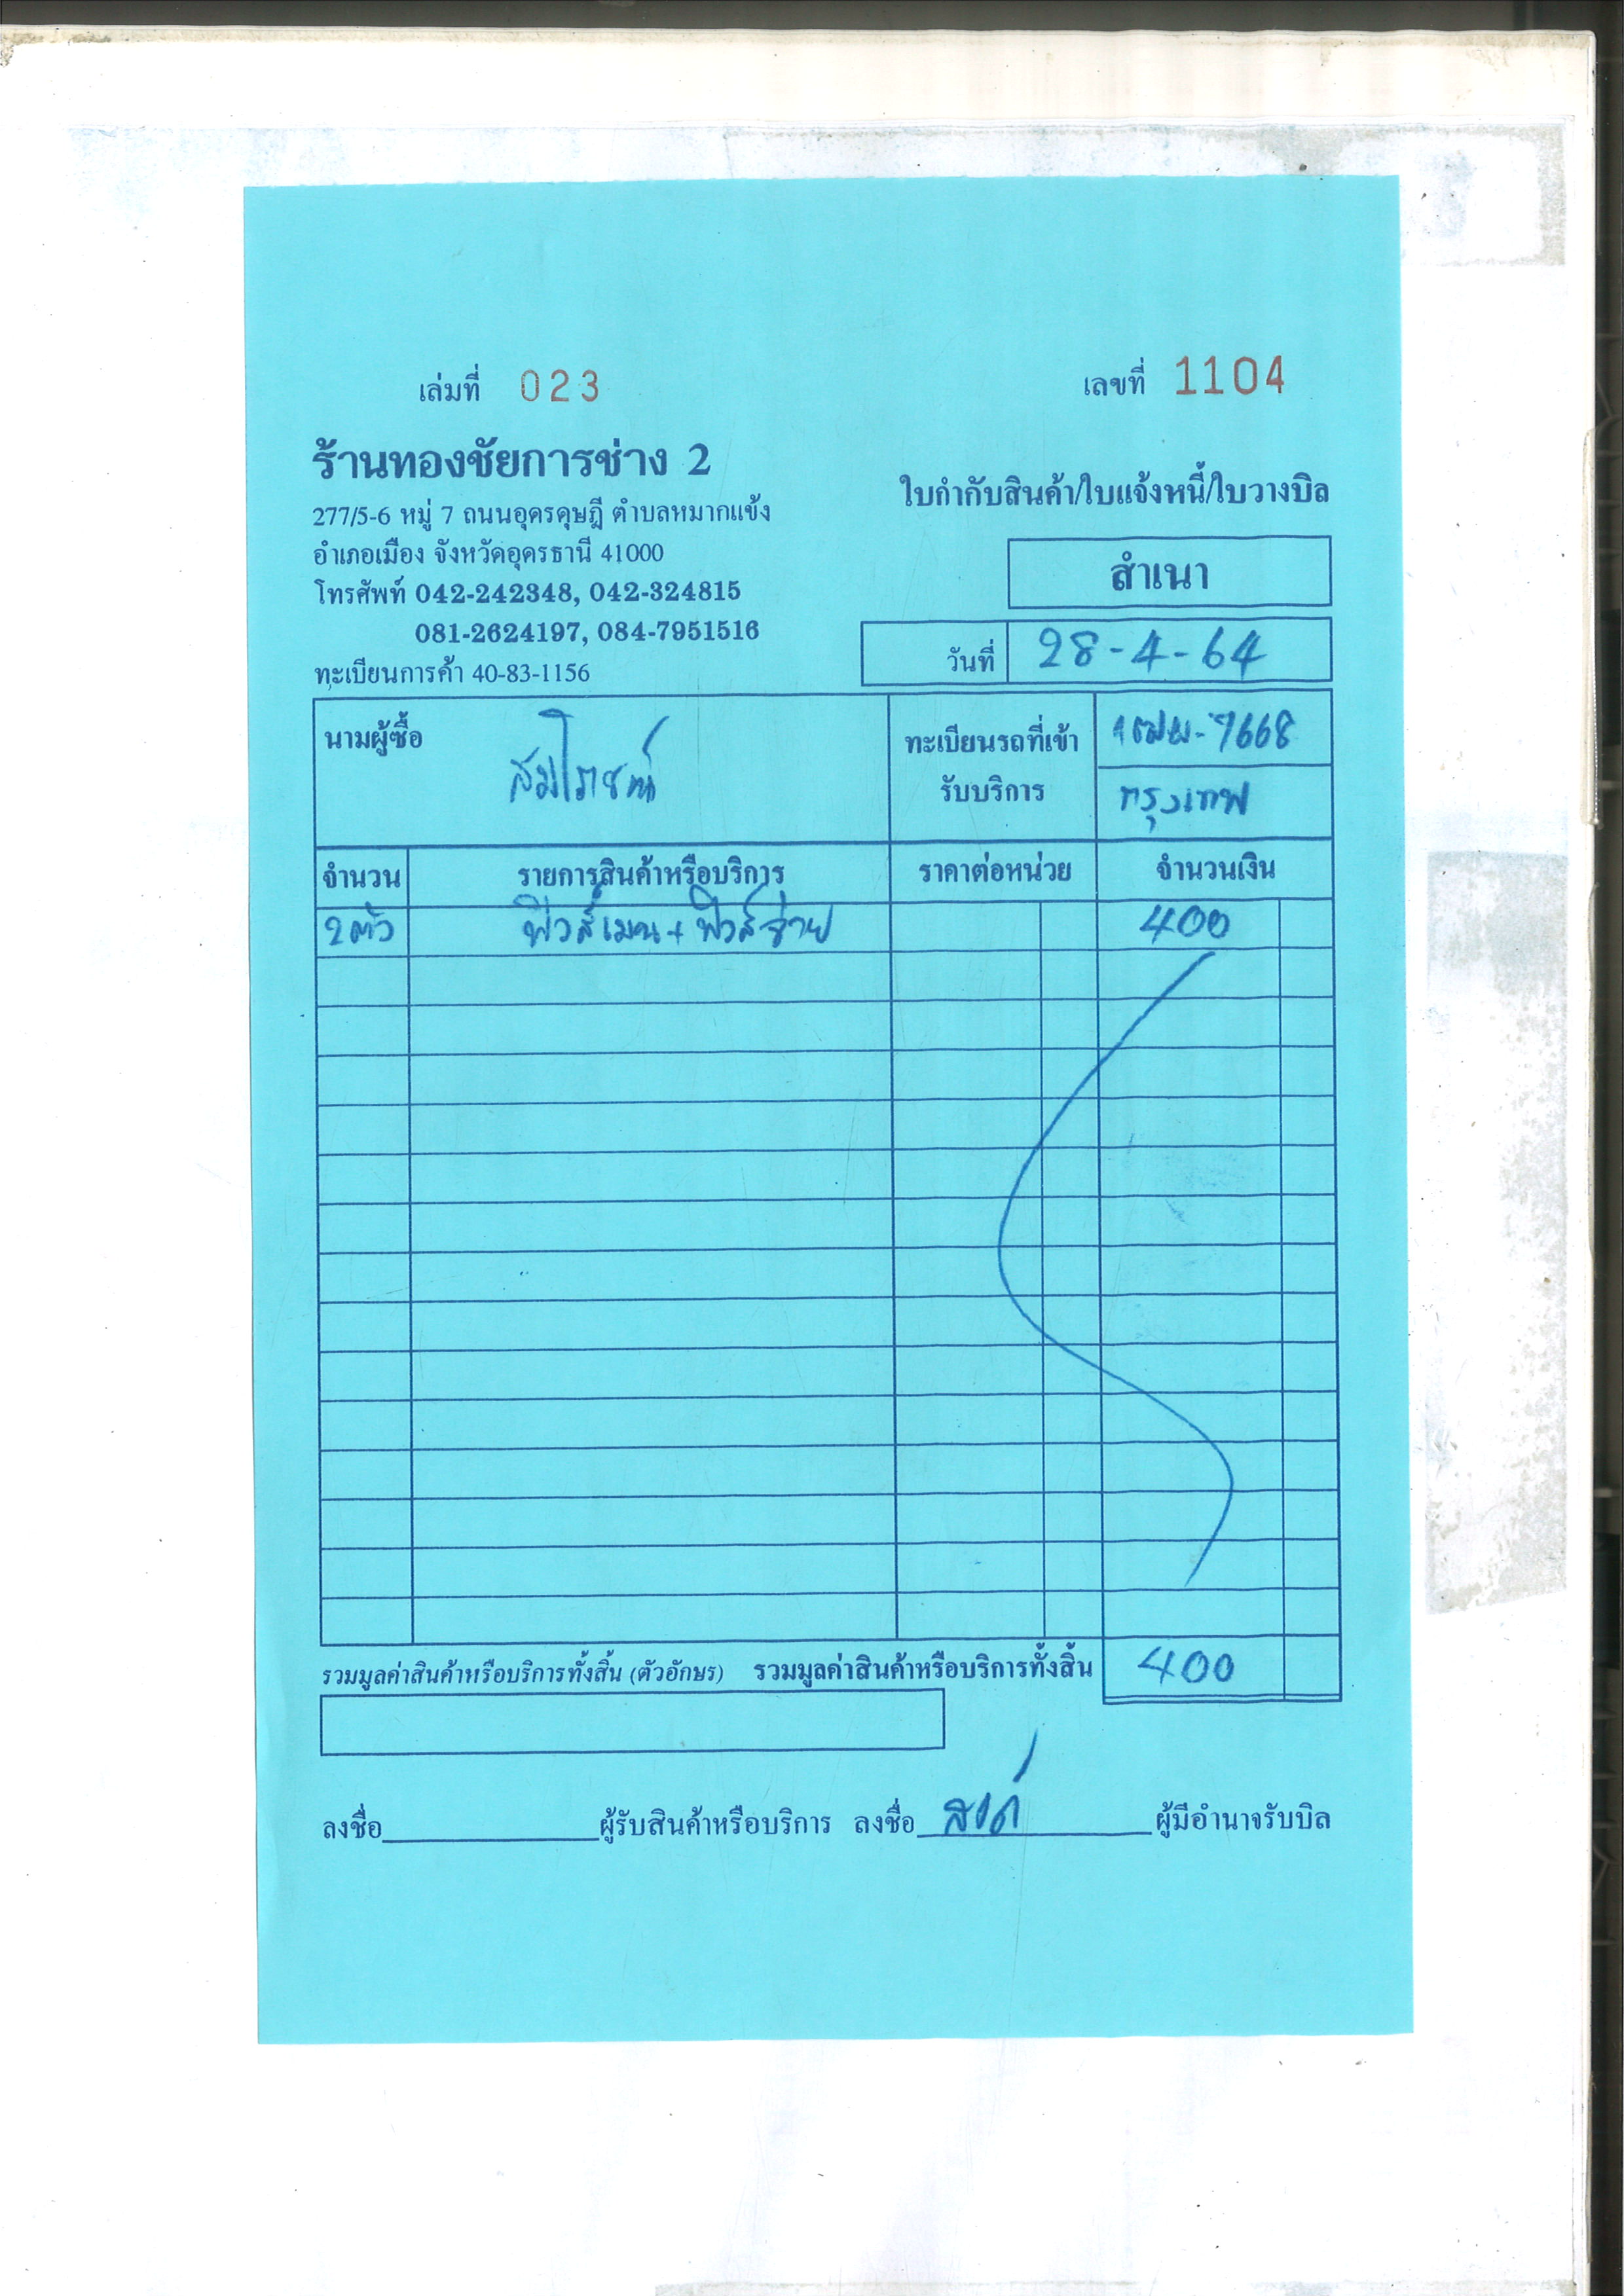 เล่มที่ 023 เลขที่ 1104
ร้านทองชัยการช่าง 2
277/5-6 หมู่ 7 ถนนอุดรดุษฎี ตำบลหมากแข้ง
อำเภอเมือง จังหวัดอุดรธานี 41000
โทรศัพท์ 042-242348, 042-324815
081-2624197, 084-7951516
ทะเบียนการค้า 40-83-1156
ใบกำกับสินค้า/ใบแจ้งหนี้/ใบวางบิล
สำเนา
วันที่ 28-4-64
นามผู้ซื้อ
ทะเบียนรถที่เข้า
รับบริการ
7668
กรุงเทพ
จำนวน รายการสินค้าหรือบริการ ราคาต่อหน่วย จำนวนเงิน
2 ตัว ฟิวส์เมน + ฟิวส์ 400
รวมมูลค่าสินค้าหรือบริการทั้งสิ้น (ตัวอักษร) รวมมูลค่าสินค้าหรือบริการทั้งสิ้น 400
ลงชื่อ ผู้รับสินค้าหรือบริการ ลงชื่อ ผู้มีอำนาจรับบิล